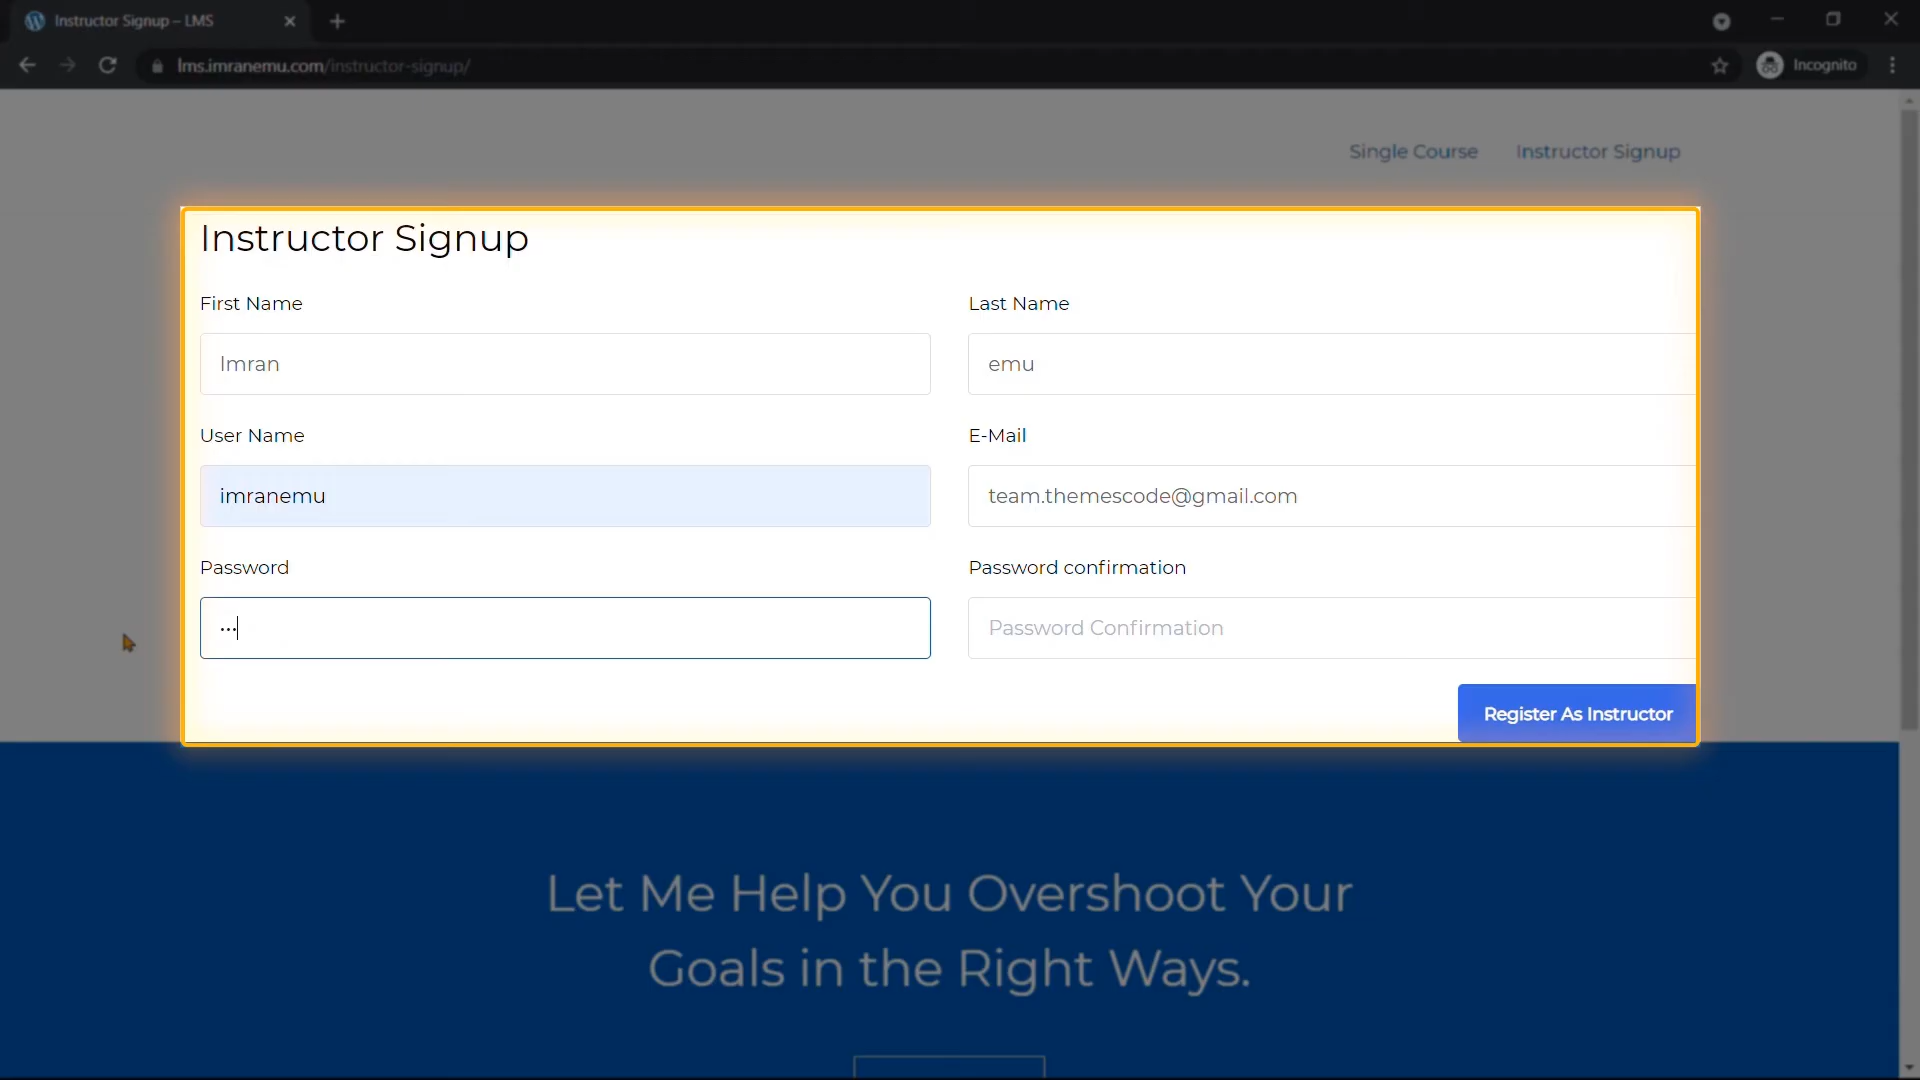 Instructor Signup – LMS
lms.imranemu.com/instructor-signup/
Incognito
Single Course
Instructor Signup
Instructor Signup
First Name
Last Name
Imran
emu
User Name
E-Mail
imranemu
team.themescode@gmail.com
Password
Password confirmation
Password Confirmation
Register As Instructor
Let Me Help You Overshoot Your
Goals in the Right Ways.